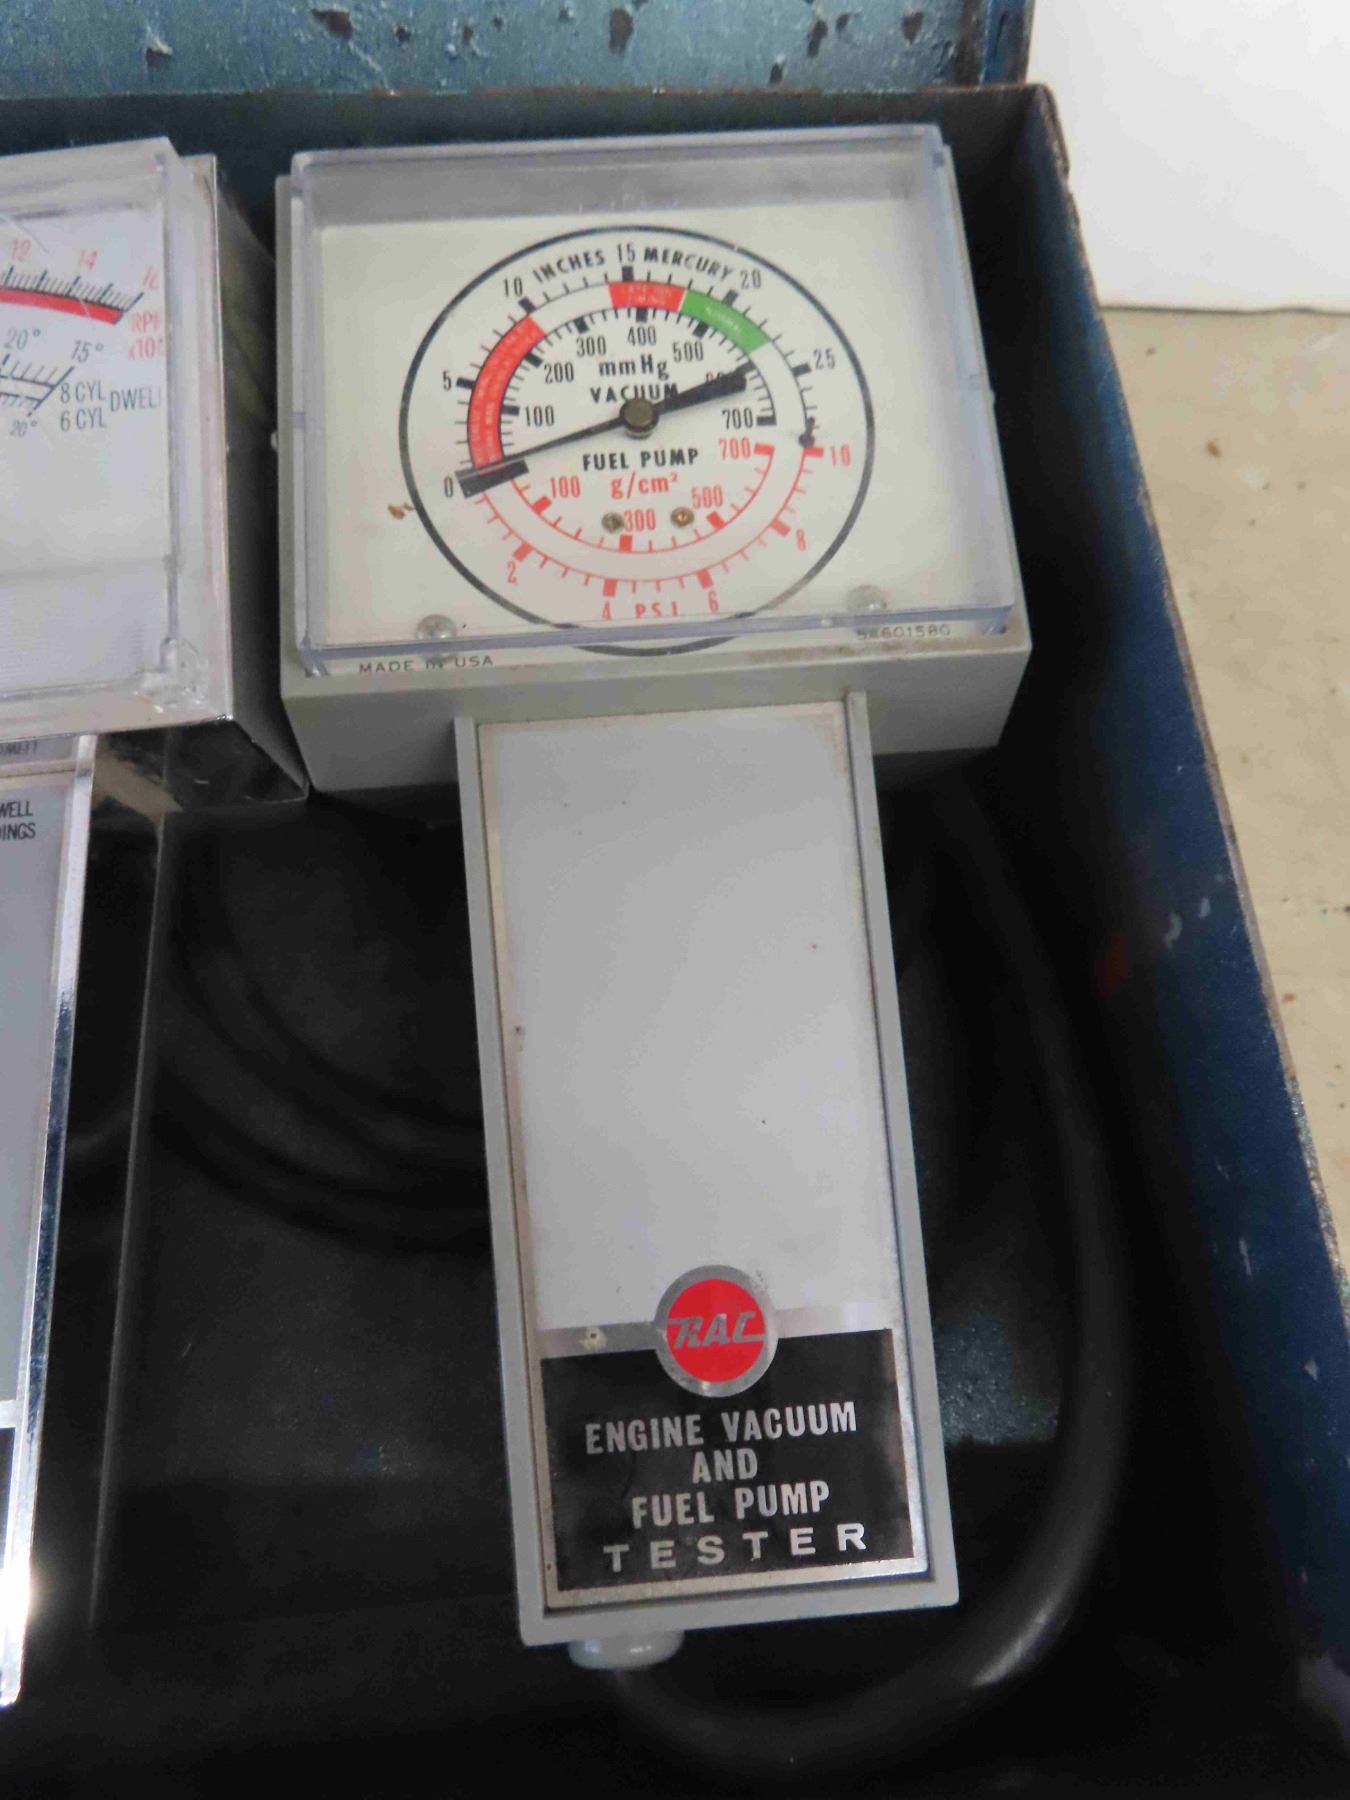 12 14
RPM
20° 15°
8 CYL DWELL
20° 6 CYL
WELL
INCHES 15 MERCURY
0 5 10 20 25
100 200 300 400 500 700
mmHg
VACUUM
NORMAL
FUEL PUMP
700
100 g/cm² 500
300
2 4 P.S.I. 6 8 10
MADE IN USA
54601580
RAC
ENGINE VACUUM
AND
FUEL PUMP
TESTER